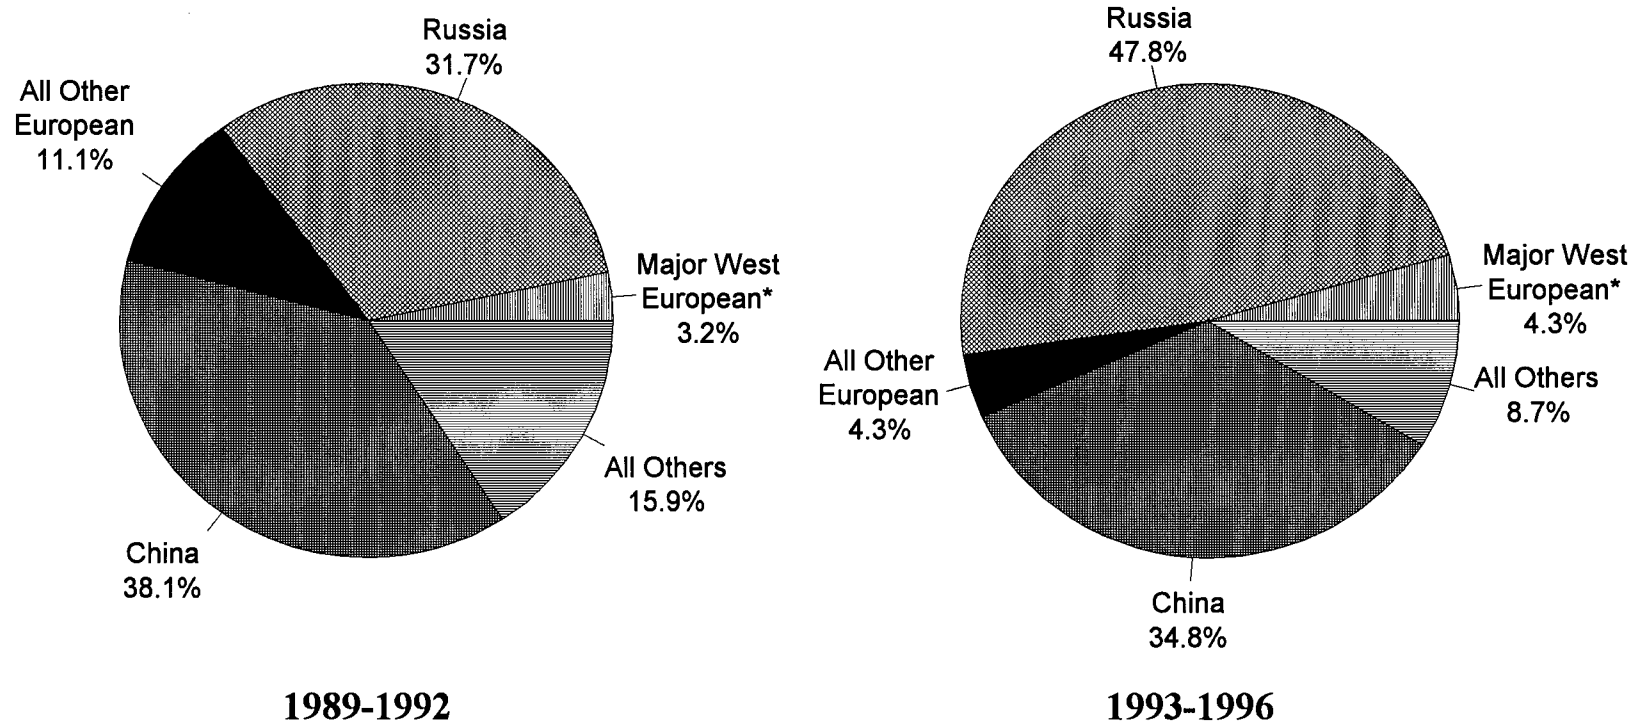 Russia
31.7%
All Other
European
11.1%
Major West
European*
3.2%
All Others
15.9%
China
38.1%
1989-1992
Russia
47.8%
Major West
European*
4.3%
All Other
European
4.3%
All Others
8.7%
China
34.8%
1993-1996